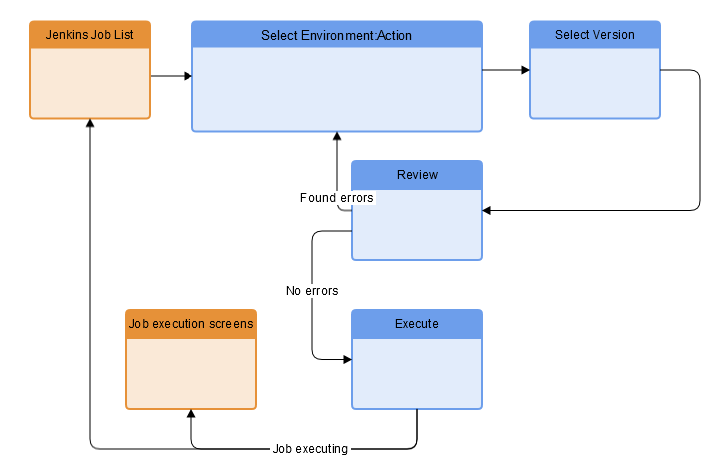 Jenkins Job List
Select Environment:Action
Select Version
Review
Found errors
No errors
Job execution screens
Execute
Job executing